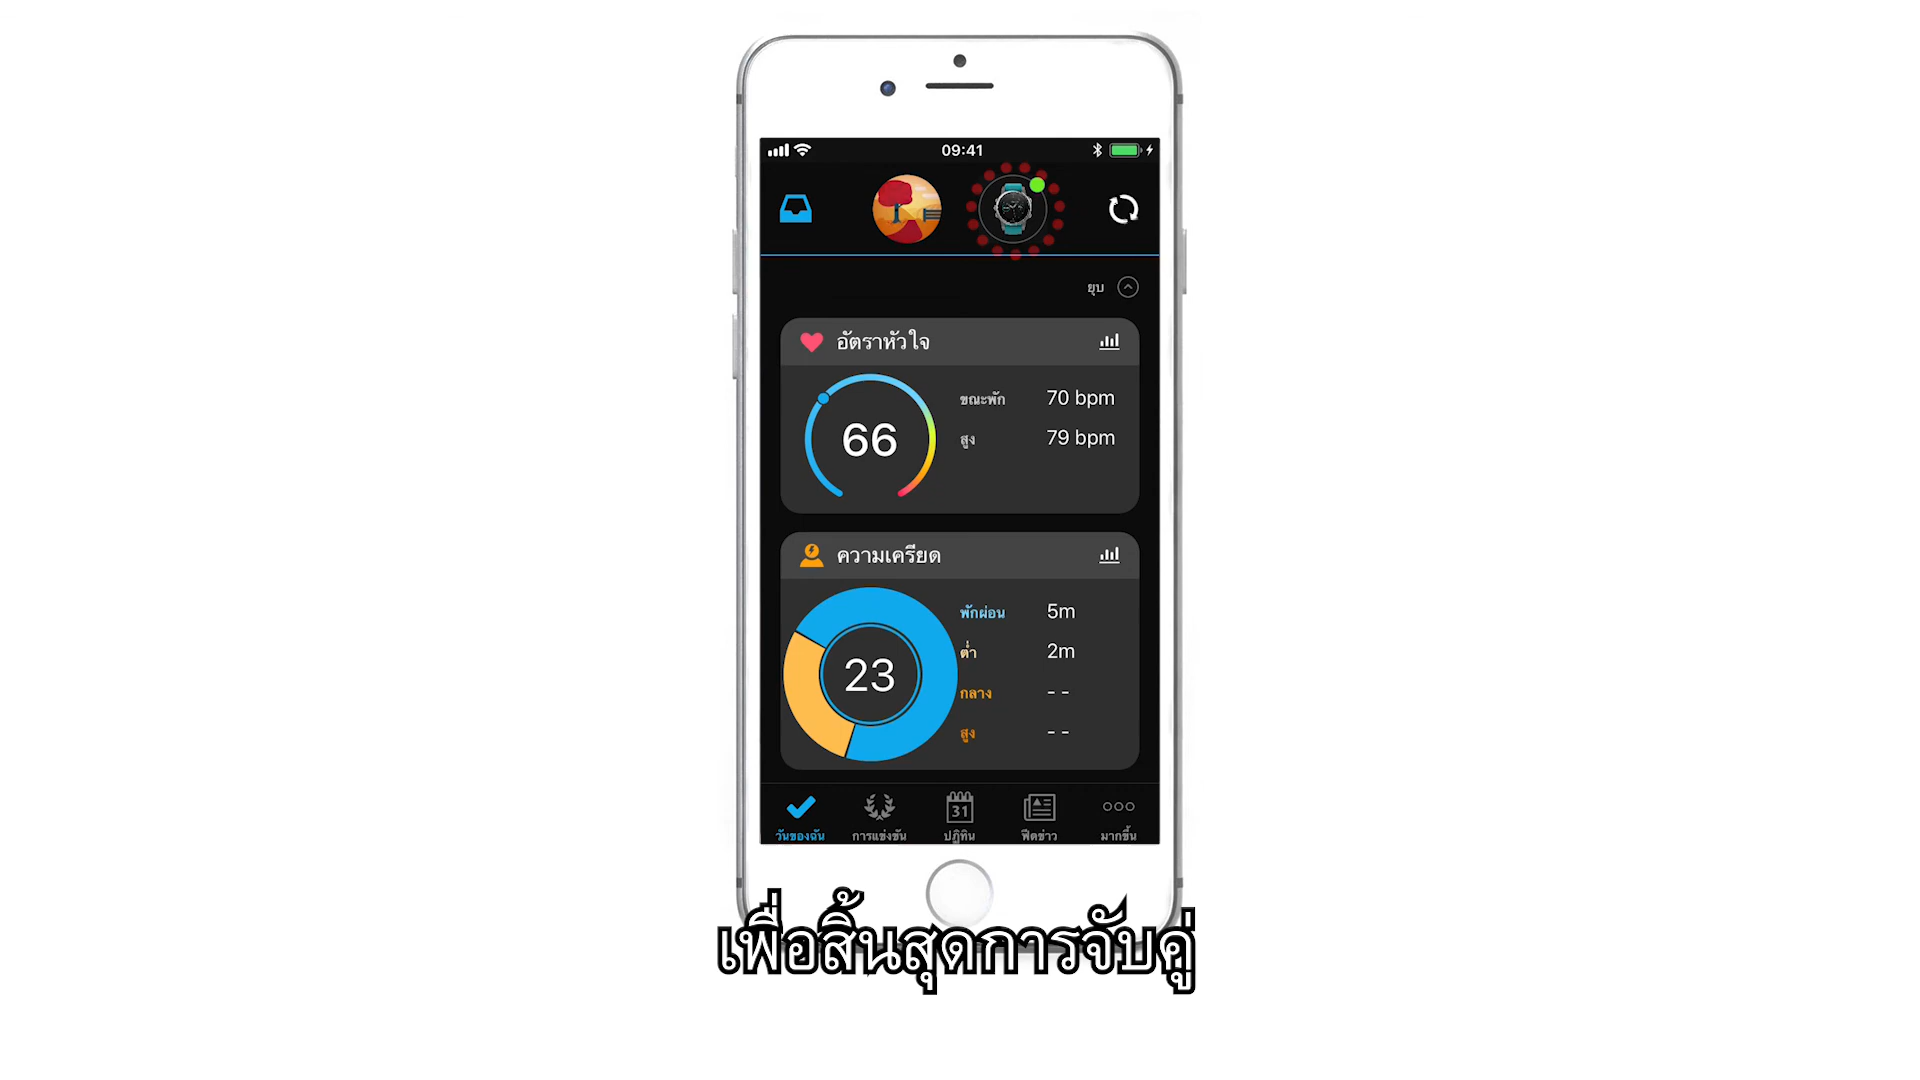 09:41
ยุบ
อัตราหัวใจ
66
ขณะพัก 70 bpm
สูง 79 bpm
ความเครียด
23
พักผ่อน 5m
ต่ำ 2m
กลาง - -
สูง - -
31
วันของฉัน การแข่งขัน ปฏิทิน ฟีดข่าว มากขึ้น
เพื่อสิ้นสุดการจับคู่